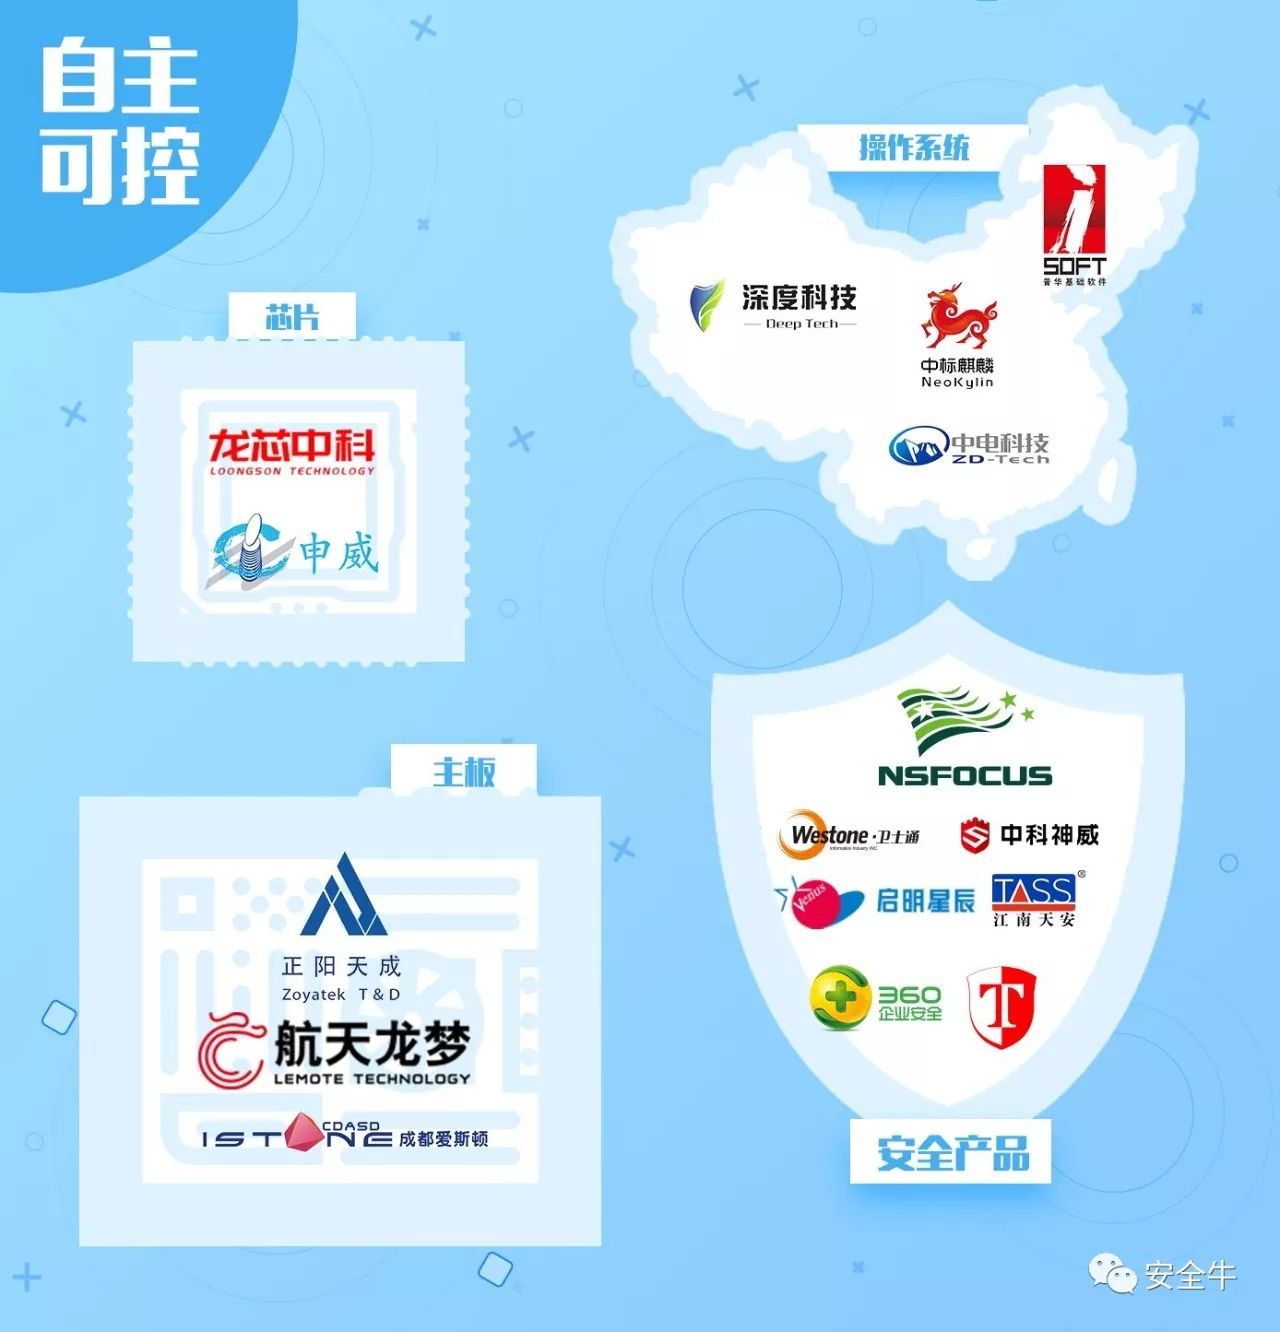 自主
可控
操作系统
SOFT
普华基础软件
深度科技
Deep Tech
中标麒麟
NeoKylin
中电科技
ZD-Tech
芯片
龙芯中科
LOONGSON TECHNOLOGY
申威
主板
正阳天成
Zoyatek T & D
航天龙梦
LEMOTE TECHNOLOGY
CDASD
ISTONE 成都爱斯顿
NSFOCUS
Westone·卫士通
Information Industry INC.
中科神威
Venus 启明星辰
TASS®
江南天安
360
企业安全
T
安全产品
安全牛